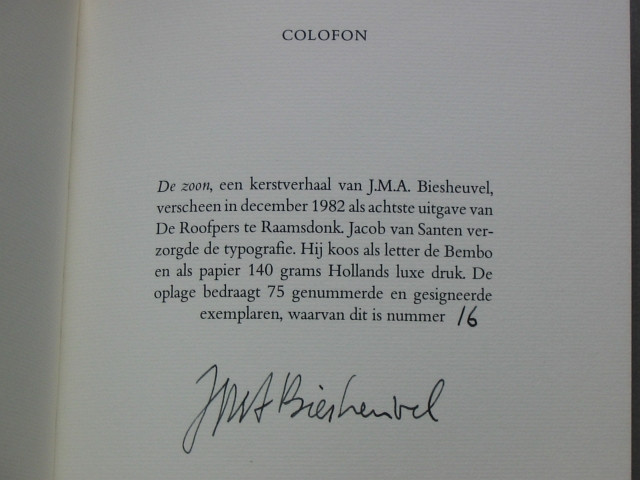 COLOFON
De zoon, een kerstverhaal van J.M.A. Biesheuvel,
verscheen in december 1982 als achtste uitgave van
De Roofpers te Raamsdonk. Jacob van Santen ver-
zorgde de typografie. Hij koos als letter de Bembo
en als papier 140 grams Hollands luxe druk. De
oplage bedraagt 75 genummerde en gesigneerde
exemplaren, waarvan dit is nummer 16
JMA Biesheuvel